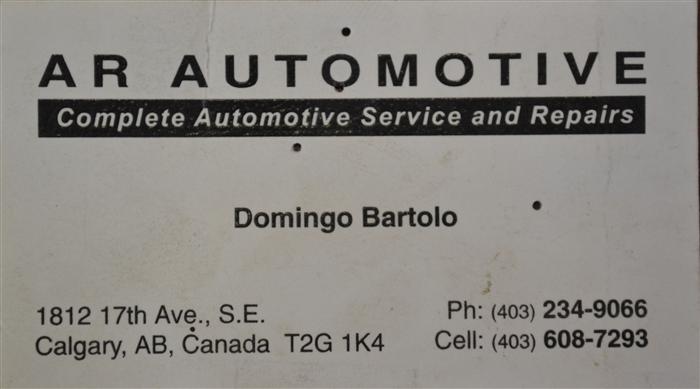 AR AUTOMOTIVE
Complete Automotive Service and Repairs
Domingo Bartolo
1812 17th Ave., S.E.
Calgary, AB, Canada T2G 1K4
Ph: (403) 234-9066
Cell: (403) 608-7293